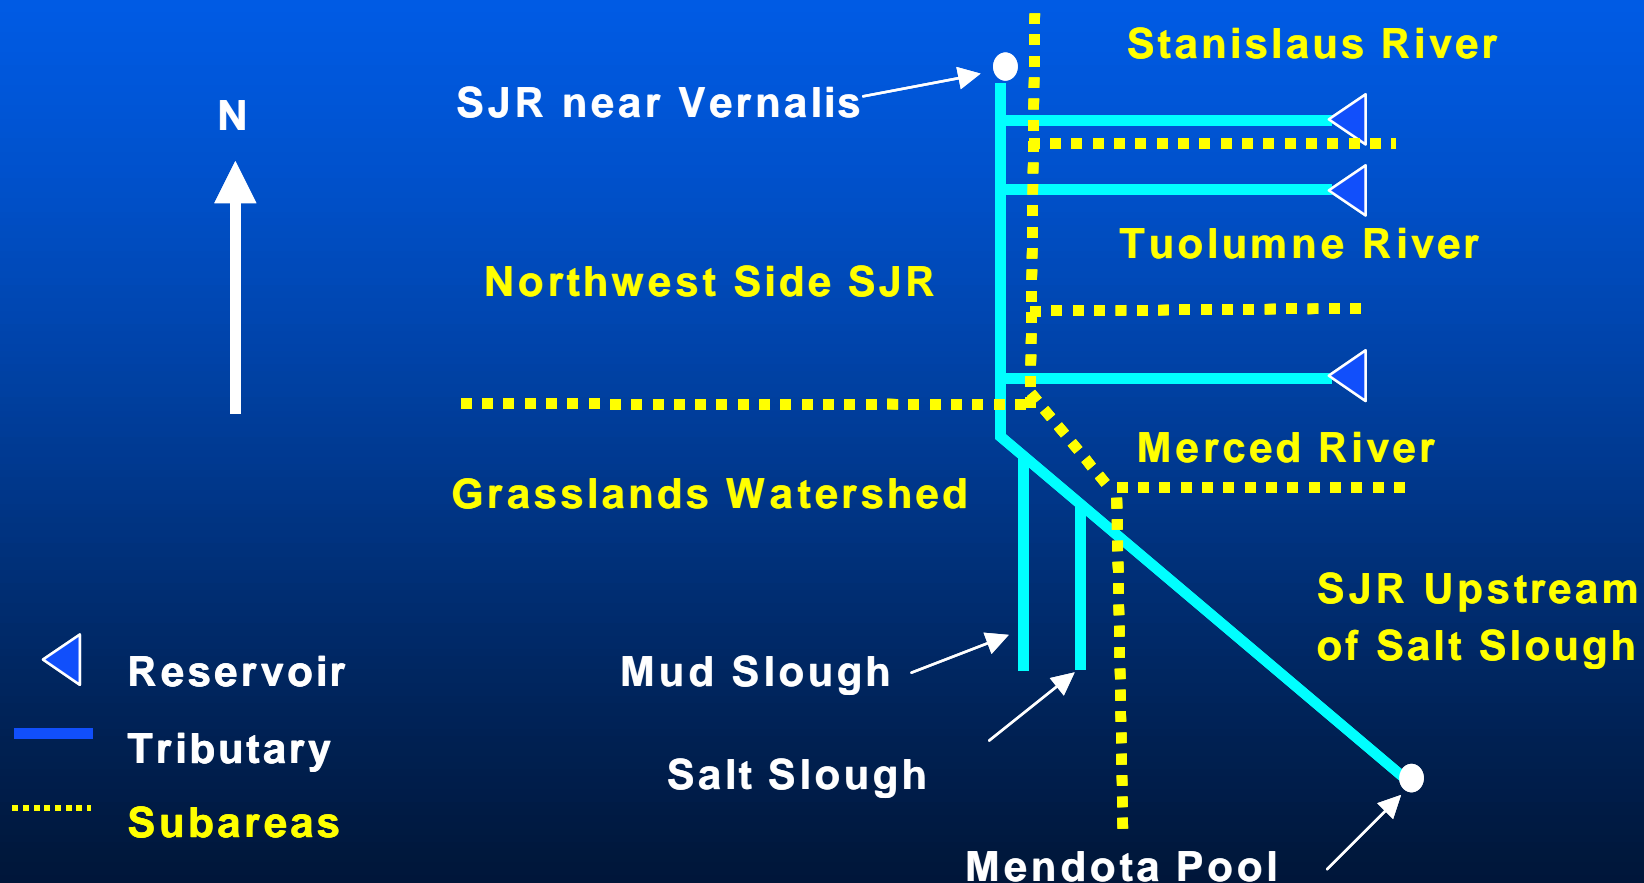 Stanislaus River
SJR near Vernalis
N
Tuolumne River
Northwest Side SJR
Merced River
Grasslands Watershed
SJR Upstream
of Salt Slough
Mud Slough
Reservoir
Tributary
Salt Slough
Subareas
Mendota Pool